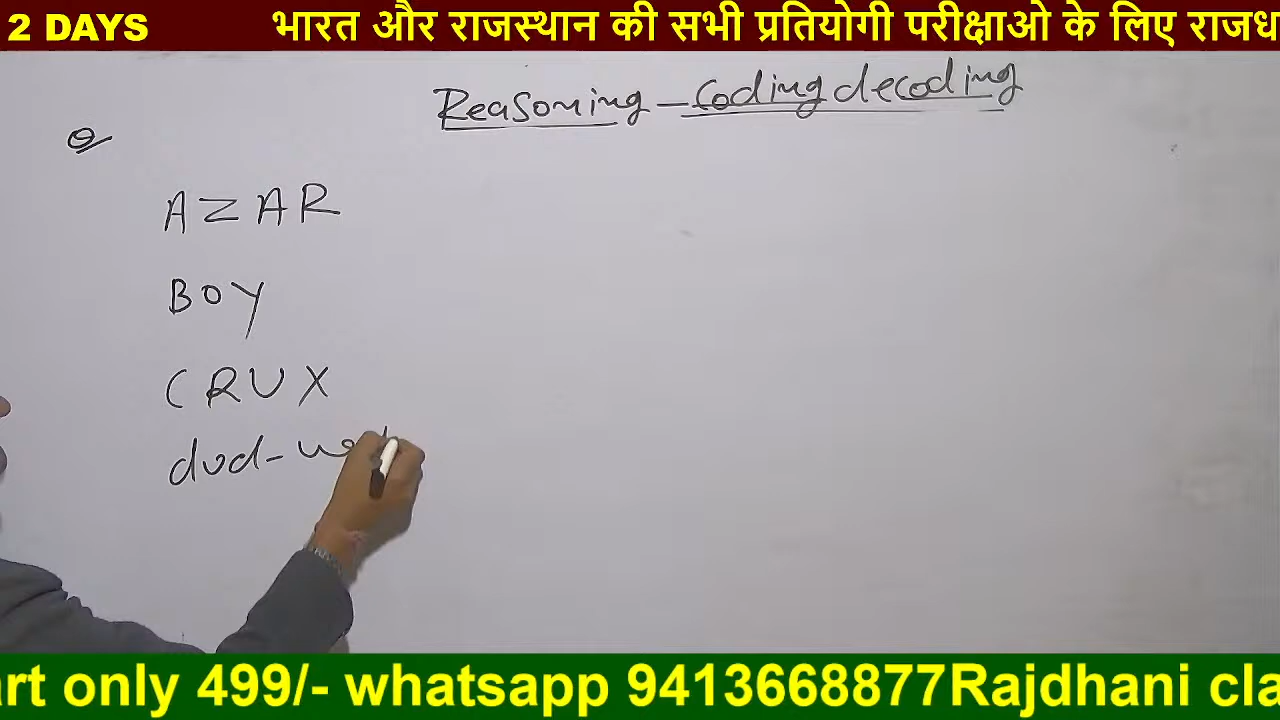 2 DAYS भारत और राजस्थान की सभी प्रतियोगी परीक्षाओ के लिए राजध
Reasoning - Coding decoding
Q
AZAR
BOY
CRUX
dud-
art only 499/- whatsapp 9413668877Rajdhani cla